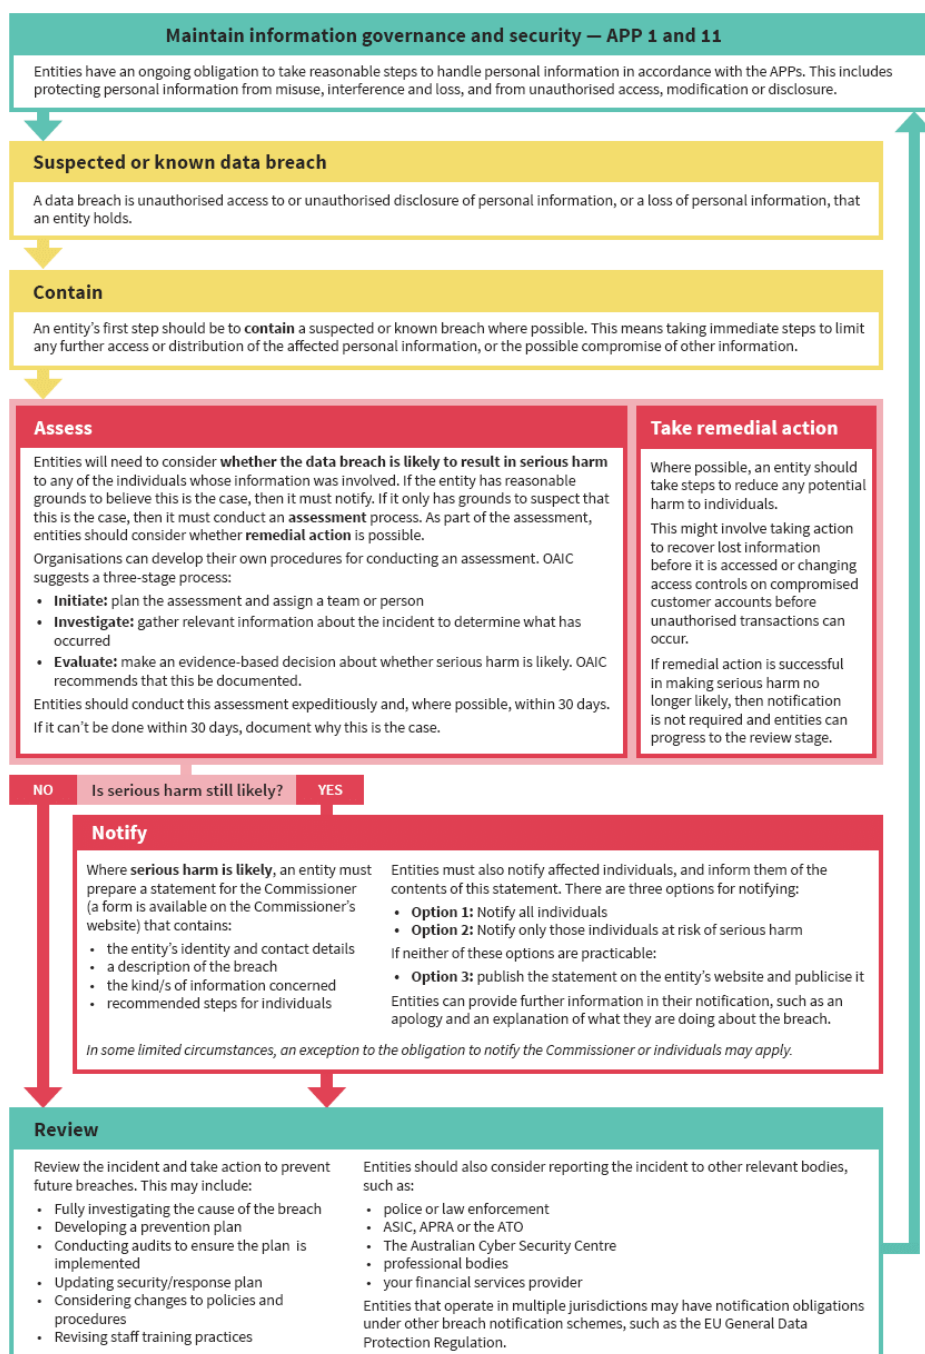 Maintain information governance and security — APP 1 and 11
Entities have an ongoing obligation to take reasonable steps to handle personal information in accordance with the APPs. This includes
protecting personal information from misuse, interference and loss, and from unauthorised access, modification or disclosure.
Suspected or known data breach
A data breach is unauthorised access to or unauthorised disclosure of personal information, or a loss of personal information, that
an entity holds.
Contain
An entity's first step should be to contain a suspected or known breach where possible. This means taking immediate steps to limit
any further access or distribution of the affected personal information, or the possible compromise of other information.
Assess
Entities will need to consider whether the data breach is likely to result in serious harm
to any of the individuals whose information was involved. If the entity has reasonable
grounds to believe this is the case, then it must notify. If it only has grounds to suspect that
this is the case, then it must conduct an assessment process. As part of the assessment,
entities should consider whether remedial action is possible.
Organisations can develop their own procedures for conducting an assessment. OAIC
suggests a three-stage process:
• Initiate: plan the assessment and assign a team or person
• Investigate: gather relevant information about the incident to determine what has
occurred
• Evaluate: make an evidence-based decision about whether serious harm is likely. OAIC
recommends that this be documented.
Entities should conduct this assessment expeditiously and, where possible, within 30 days.
If it can't be done within 30 days, document why this is the case.
Take remedial action
Where possible, an entity should
take steps to reduce any potential
harm to individuals.
This might involve taking action
to recover lost information
before it is accessed or changing
access controls on compromised
customer accounts before
unauthorised transactions can
occur.
If remedial action is successful
in making serious harm no
longer likely, then notification
is not required and entities can
progress to the review stage.
NO
Is serious harm still likely?
YES
Notify
Where serious harm is likely, an entity must
prepare a statement for the Commissioner
(a form is available on the Commissioner's
website) that contains:
• the entity's identity and contact details
• a description of the breach
• the kind/s of information concerned
• recommended steps for individuals
Entities must also notify affected individuals, and inform them of the
contents of this statement. There are three options for notifying:
• Option 1: Notify all individuals
• Option 2: Notify only those individuals at risk of serious harm
If neither of these options are practicable:
• Option 3: publish the statement on the entity's website and publicise it
Entities can provide further information in their notification, such as an
apology and an explanation of what they are doing about the breach.
In some limited circumstances, an exception to the obligation to notify the Commissioner or individuals may apply.
Review
Review the incident and take action to prevent
future breaches. This may include:
• Fully investigating the cause of the breach
• Developing a prevention plan
• Conducting audits to ensure the plan is
implemented
• Updating security/response plan
• Considering changes to policies and
procedures
• Revising staff training practices
Entities should also consider reporting the incident to other relevant bodies,
such as:
• police or law enforcement
• ASIC, APRA or the ATO
• The Australian Cyber Security Centre
• professional bodies
• your financial services provider
Entities that operate in multiple jurisdictions may have notification obligations
under other breach notification schemes, such as the EU General Data
Protection Regulation.